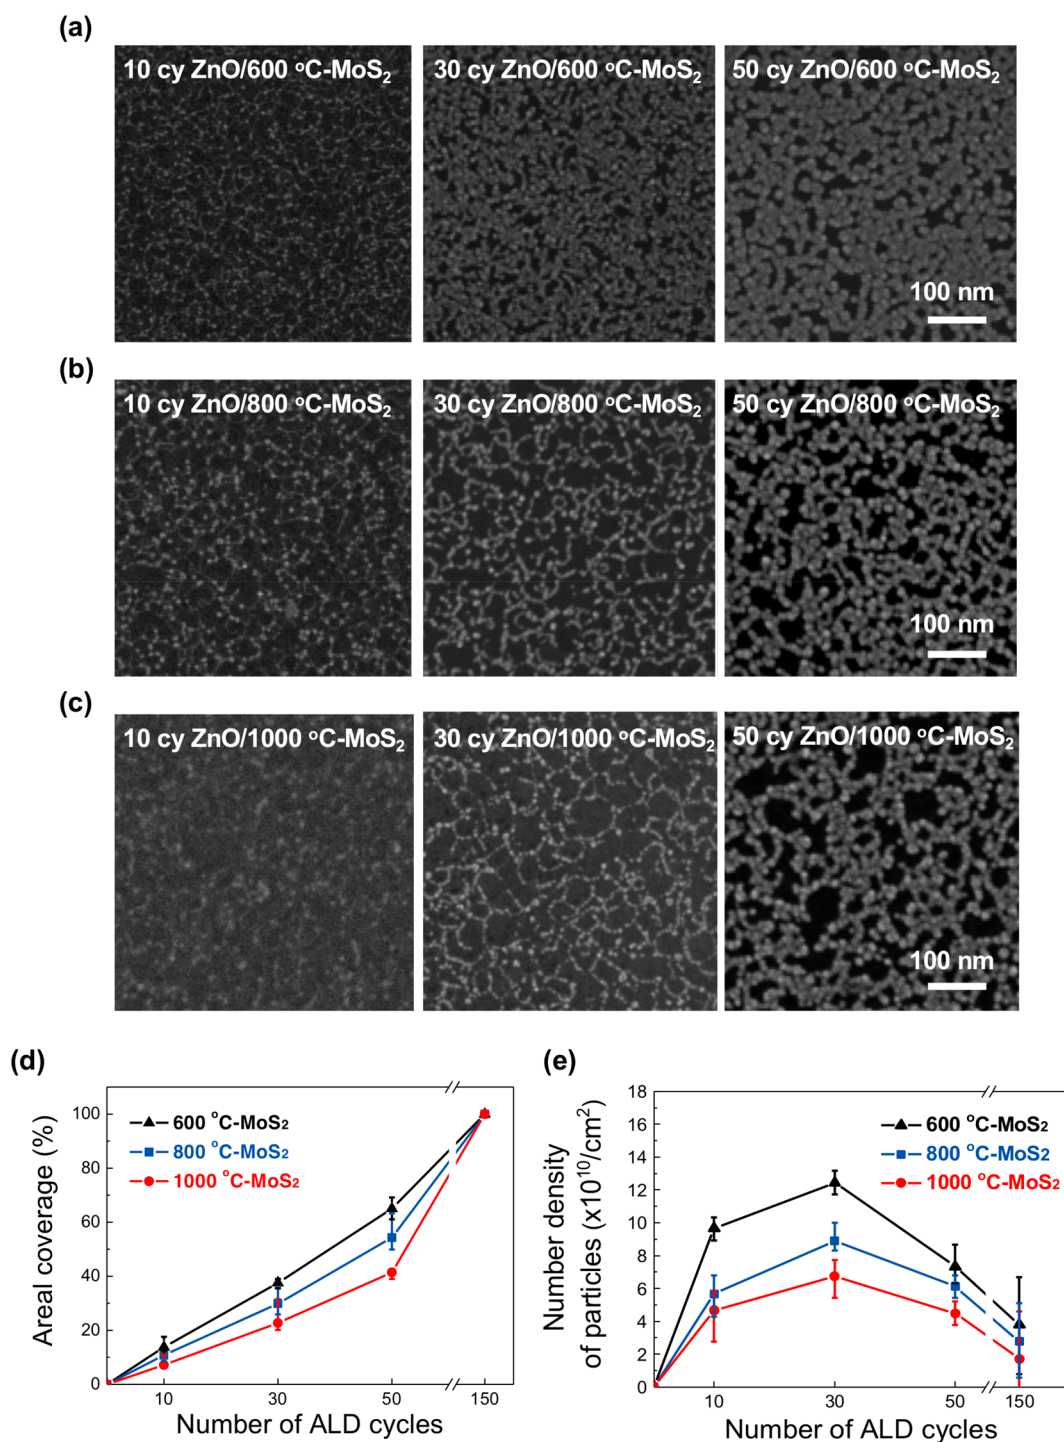 (a)
10 cy ZnO/600 °C-MoS₂
30 cy ZnO/600 °C-MoS₂
50 cy ZnO/600 °C-MoS₂
100 nm
(b)
10 cy ZnO/800 °C-MoS₂
30 cy ZnO/800 °C-MoS₂
50 cy ZnO/800 °C-MoS₂
100 nm
(c)
10 cy ZnO/1000 °C-MoS₂
30 cy ZnO/1000 °C-MoS₂
50 cy ZnO/1000 °C-MoS₂
100 nm
(d)
Areal coverage (%)
100
80
60
40
20
0
600 °C-MoS2
800 °C-MoS2
1000 °C-MoS2
10
30
50
150
Number of ALD cycles
(e)
Number density
of particles (x10¹⁰/cm²)
18
16
14
12
10
8
6
4
2
0
600 °C-MoS2
800 °C-MoS2
1000 °C-MoS2
10
30
50
150
Number of ALD cycles